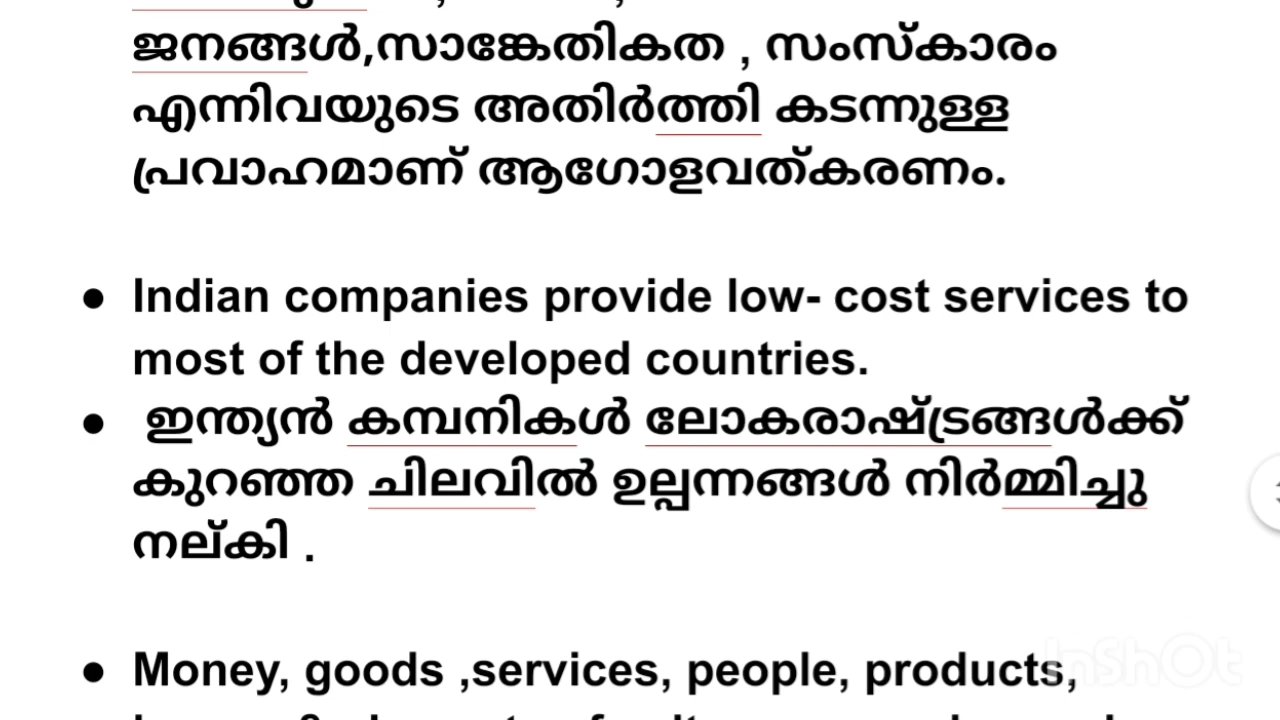 ജനങ്ങൾ,സാങ്കേതികത , സംസ്കാരം
എന്നിവയുടെ അതിർത്തി കടന്നുള്ള
പ്രവാഹമാണ് ആഗോളവത്കരണം.
● Indian companies provide low- cost services to
most of the developed countries.
● ഇന്ത്യൻ കമ്പനികൾ ലോകരാഷ്ട്രങ്ങൾക്ക്
കുറഞ്ഞ ചിലവിൽ ഉല്പന്നങ്ങൾ നിർമ്മിച്ചു
നല്കി .
● Money, goods ,services, people, products,
InShOt